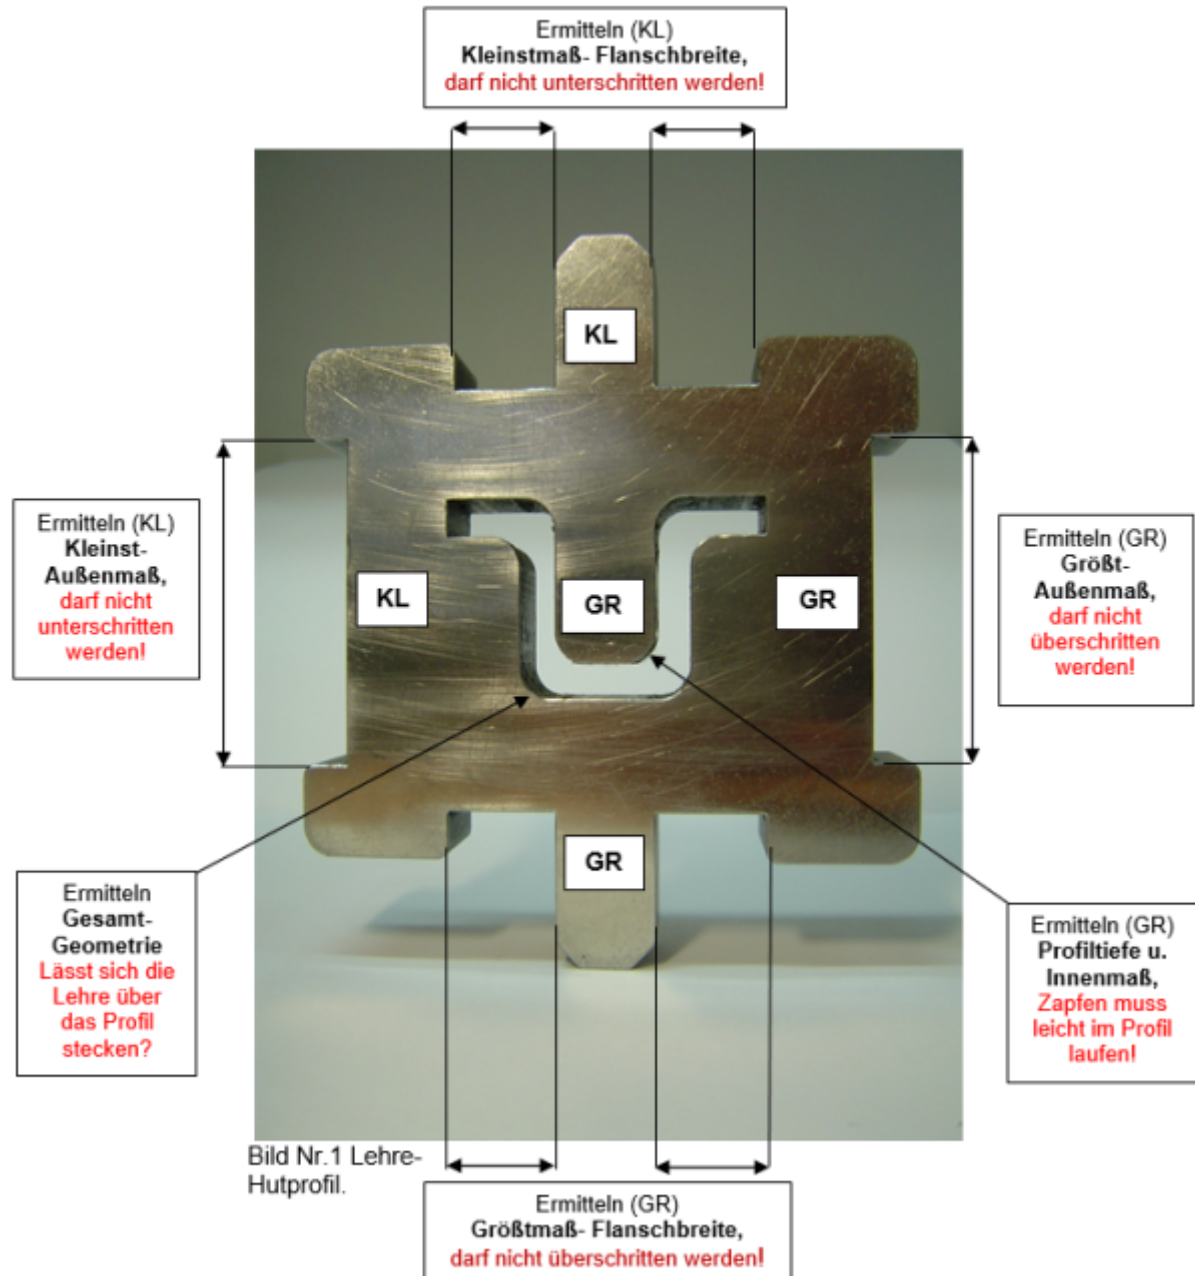 Ermitteln (KL)
Kleinstmaß- Flanschbreite,
darf nicht unterschritten werden!
KL
Ermitteln (KL)
Kleinst-
Außenmaß,
darf nicht
unterschritten
werden!
KL
GR
GR
Ermitteln (GR)
Größt-
Außenmaß,
darf nicht
überschritten
werden!
GR
Ermitteln
Gesamt-
Geometrie
Lässt sich die
Lehre über
das Profil
stecken?
Ermitteln (GR)
Profiltiefe u.
Innenmaß,
Zapfen muss
leicht im Profil
laufen!
Bild Nr.1 Lehre-
Hutprofil.
Ermitteln (GR)
Größtmaß- Flanschbreite,
darf nicht überschritten werden!